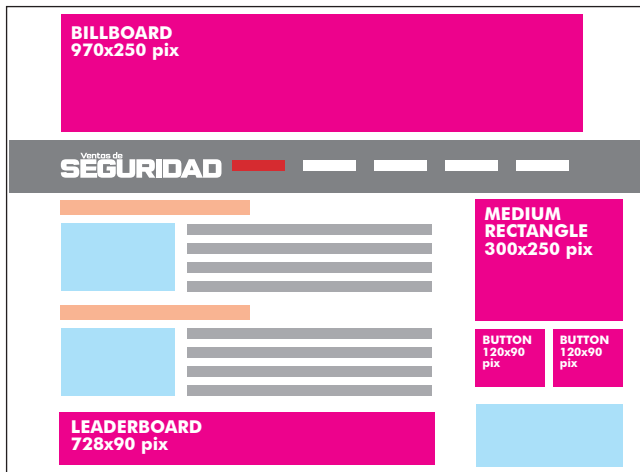 BILLBOARD
970x250 pix
Ventas de
SEGURIDAD
MEDIUM
RECTANGLE
300x250 pix
BUTTON
120x90
pix
BUTTON
120x90
pix
LEADERBOARD
728x90 pix